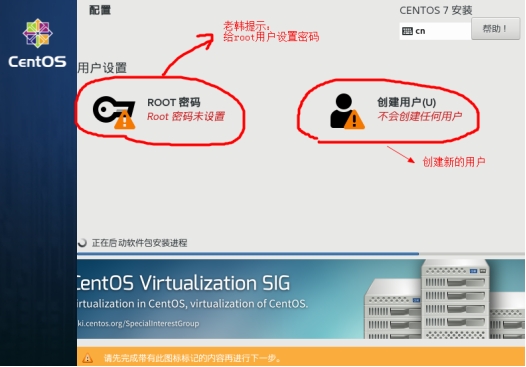 配置
CENTOS 7 安装
cn
帮助！
CentOS
老韩提示：
给root用户设置密码
用户设置
ROOT 密码
Root 密码未设置
创建用户(U)
不会创建任何用户
创建新的用户
正在启动软件包安装进程
CentOS Virtualization SIG
irtualization in CentOS, virtualization of CentOS.
ki.centos.org/SpecialInterestGroup
请先完成带有此图标标记的内容再进行下一步。